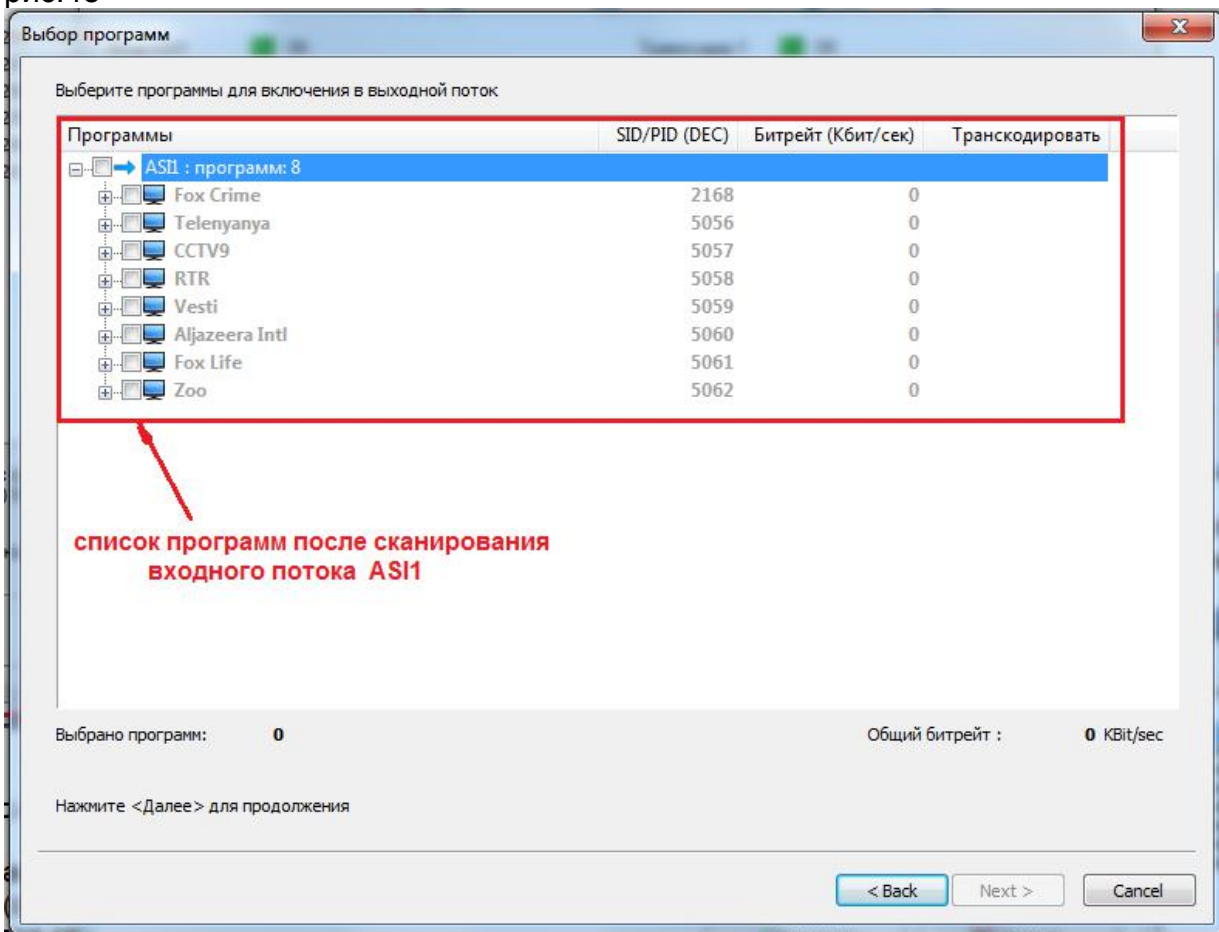 Выбор программ
Выберите программы для включения в выходной поток
Программы SID/PID (DEC) Битрейт (Кбит/сек) Транскодировать
ASI1 : программ: 8
Fox Crime 2168 0
Telenyanya 5056 0
CCTV9 5057 0
RTR 5058 0
Vesti 5059 0
Aljazeera Intl 5060 0
Fox Life 5061 0
Zoo 5062 0
список программ после сканирования
входного потока ASI1
Выбрано программ: 0 Общий битрейт : 0 KBit/sec
Нажмите <Далее> для продолжения
< Back Next > Cancel